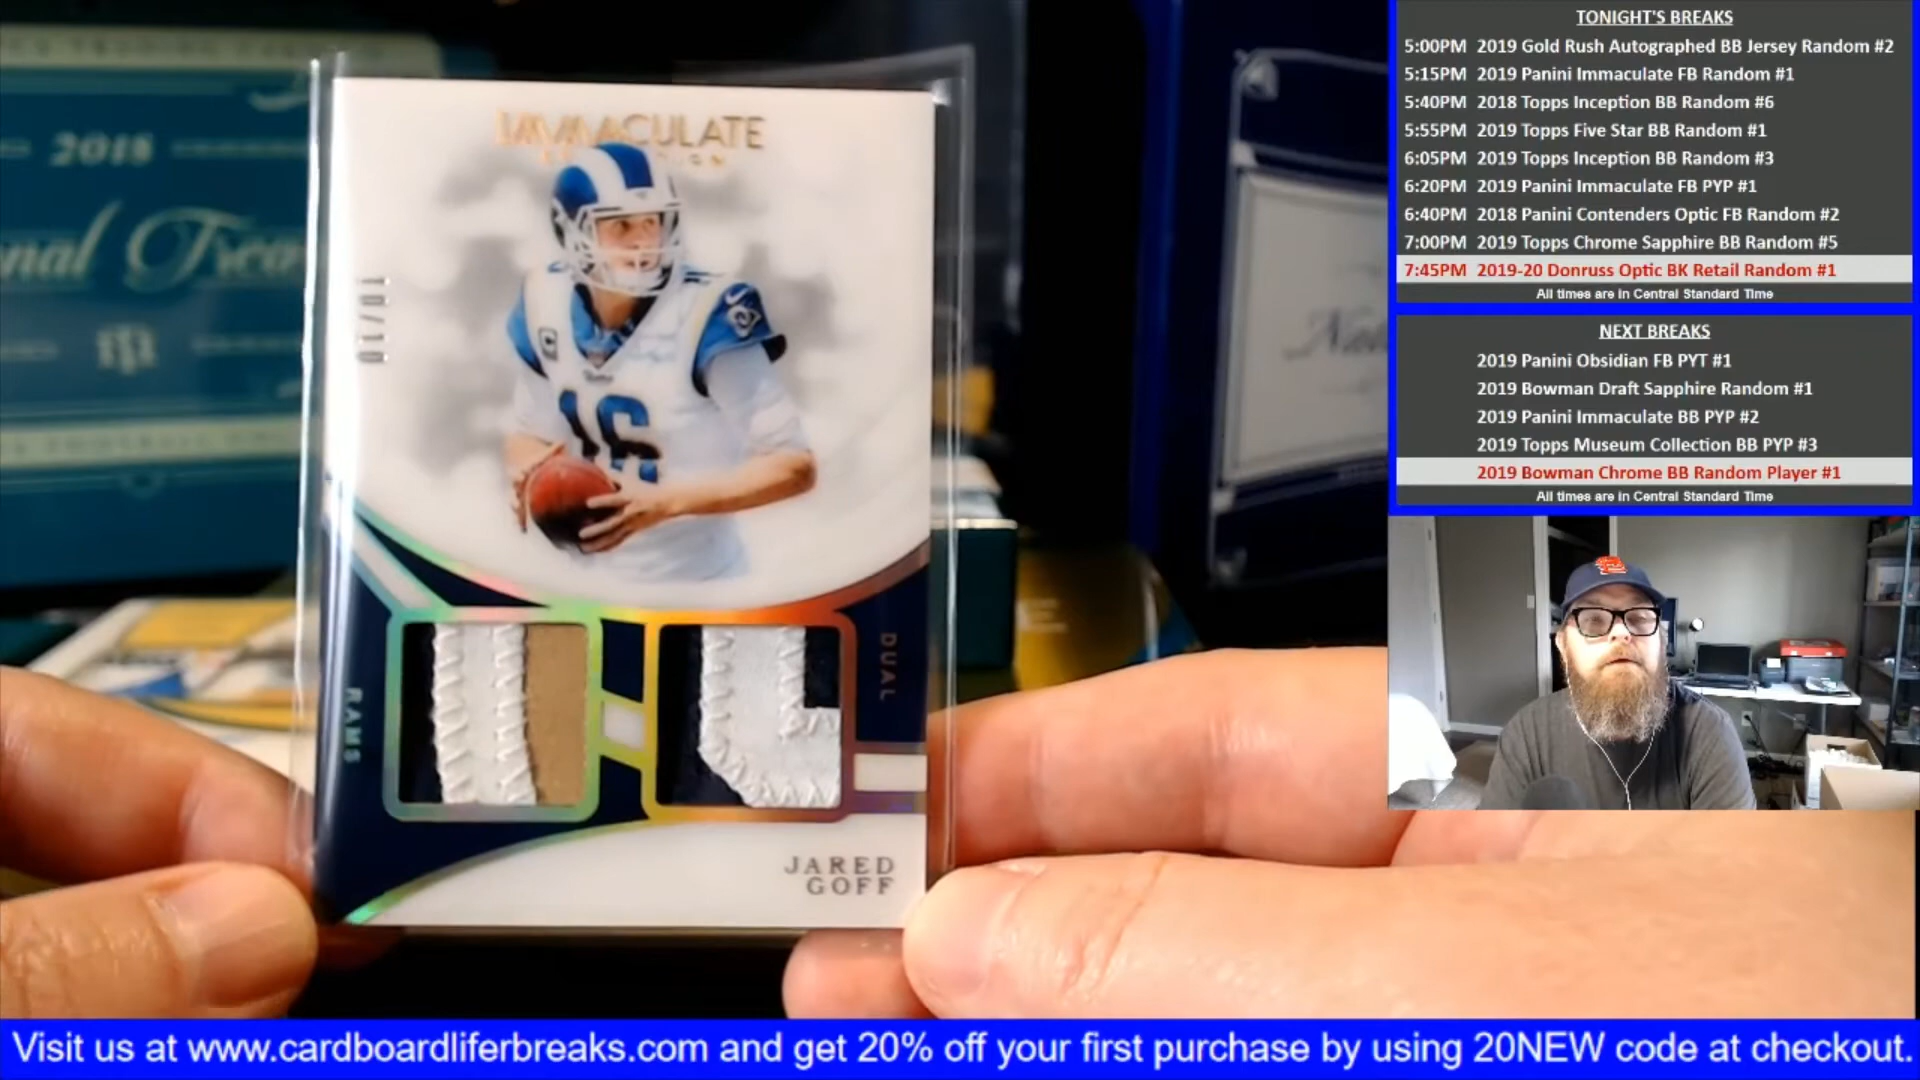 TONIGHT'S BREAKS
5:00PM 2019 Gold Rush Autographed BB Jersey Random #2
5:15PM 2019 Panini Immaculate FB Random #1
5:40PM 2018 Topps Inception BB Random #6
5:55PM 2019 Topps Five Star BB Random #1
6:05PM 2019 Topps Inception BB Random #3
6:20PM 2019 Panini Immaculate FB PYP #1
6:40PM 2018 Panini Contenders Optic FB Random #2
7:00PM 2019 Topps Chrome Sapphire BB Random #5
7:45PM 2019-20 Donruss Optic BK Retail Random #1
All times are in Central Standard Time
NEXT BREAKS
2019 Panini Obsidian FB PYT #1
2019 Bowman Draft Sapphire Random #1
2019 Panini Immaculate BB PYP #2
2019 Topps Museum Collection BB PYP #3
2019 Bowman Chrome BB Random Player #1
All times are in Central Standard Time
2018
IMMACULATE
10/10
16
DUAL
RAMS
JARED
GOFF
Visit us at www.cardboardliferbreaks.com and get 20% off your first purchase by using 20NEW code at checkout.